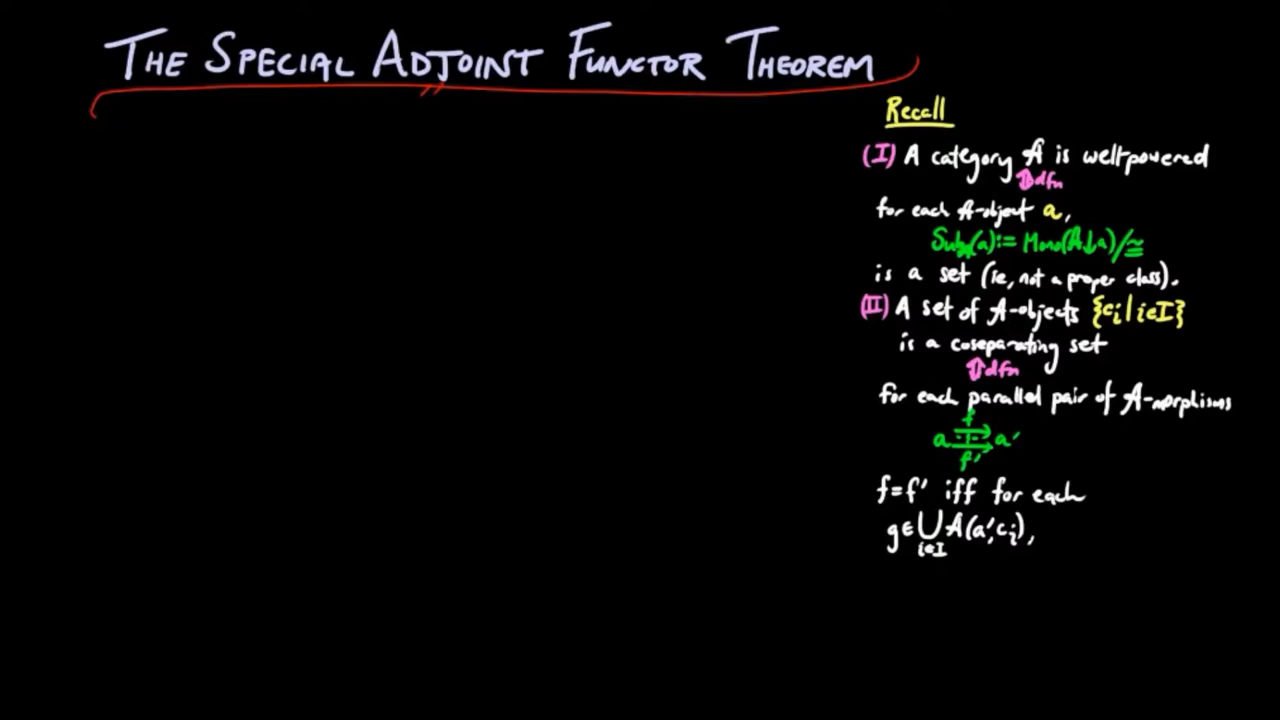 THE SPECIAL ADJOINT FUNCTOR THEOREM
Recall
(I) A category 𝒜 is well-powered
⇕ dfn
for each 𝒜-object a,
Sub(a) := Mono(𝒜↓a)/≅
is a set (ie, not a proper class).
(II) A set of 𝒜-objects {cᵢ | i∈I}
is a coseparating set
⇕ dfn
for each parallel pair of 𝒜-morphisms
f
a ⇉ a'
f'
f=f' iff for each
g∈⋃ 𝒜(a',cᵢ),
i∈I